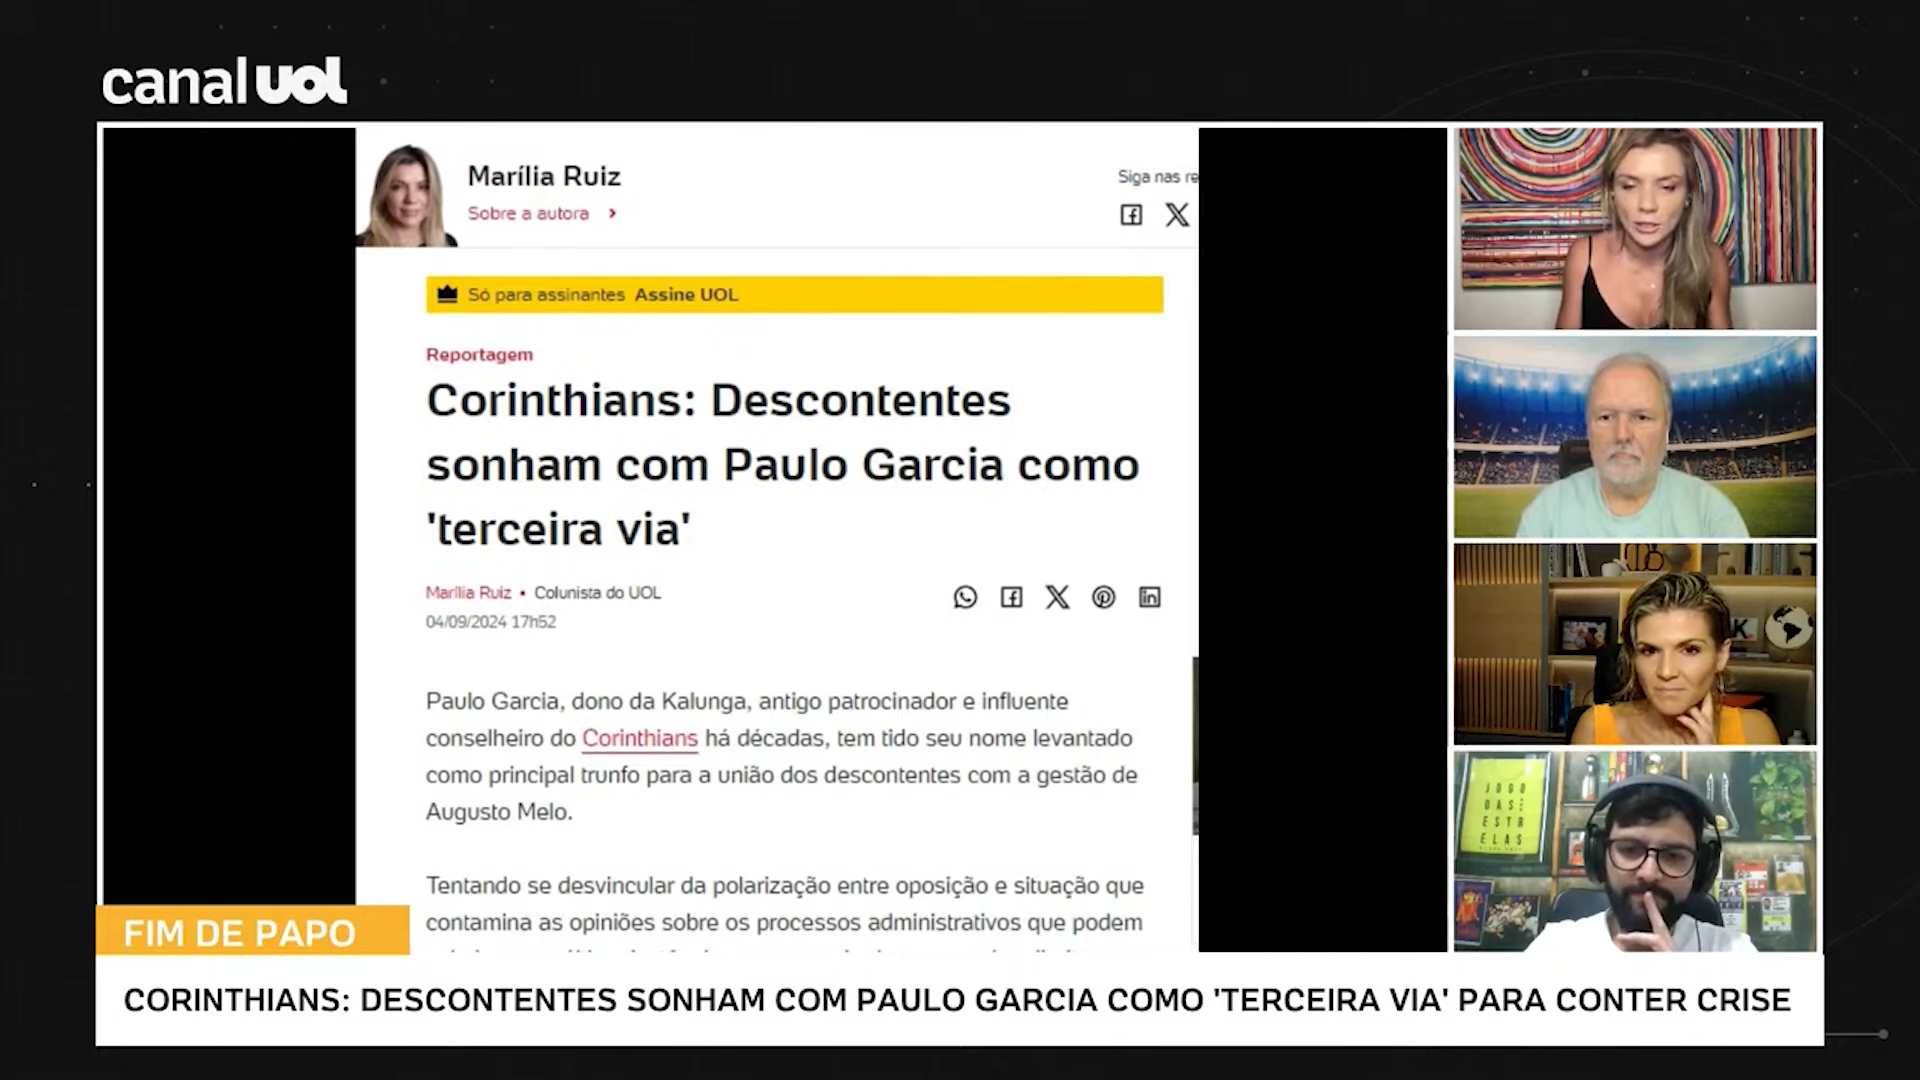 canal uol
Marília Ruiz
Sobre a autora
Siga nas re
Só para assinantes Assine UOL
Reportagem
Corinthians: Descontentes
sonham com Paulo Garcia como
'terceira via'
Marília Ruiz • Colunista do UOL
04/09/2024 17h52
Paulo Garcia, dono da Kalunga, antigo patrocinador e influente
conselheiro do Corinthians há décadas, tem tido seu nome levantado
como principal trunfo para a união dos descontentes com a gestão de
Augusto Melo.
Tentando se desvincular da polarização entre oposição e situação que
contamina as opiniões sobre os processos administrativos que podem
JOGO
DAS
ESTR
ELAS
FIM DE PAPO
CORINTHIANS: DESCONTENTES SONHAM COM PAULO GARCIA COMO 'TERCEIRA VIA' PARA CONTER CRISE